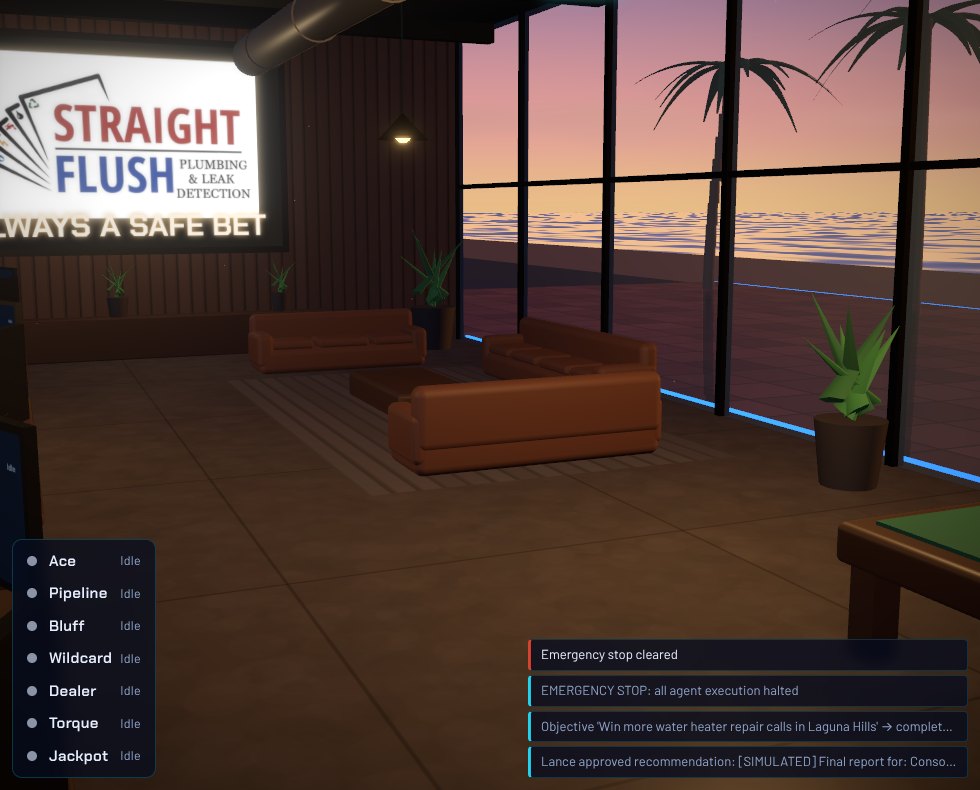 STRAIGHT
FLUSH
PLUMBING
& LEAK
DETECTION
LWAYS A SAFE BET
Ace Idle
Pipeline Idle
Bluff Idle
Wildcard Idle
Dealer Idle
Torque Idle
Jackpot Idle
Emergency stop cleared
EMERGENCY STOP: all agent execution halted
Objective 'Win more water heater repair calls in Laguna Hills' → complet...
Lance approved recommendation: [SIMULATED] Final report for: Conso...